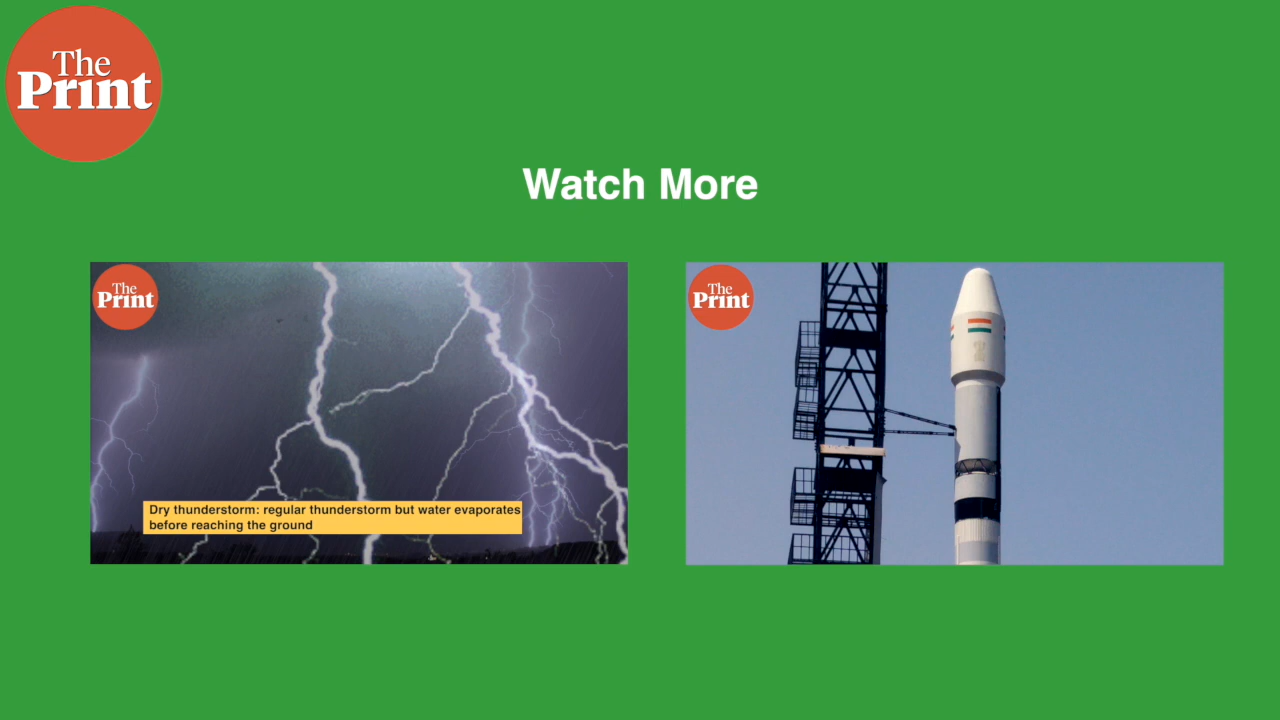 The
Print
Watch More
The
Print
The
Print
Dry thunderstorm: regular thunderstorm but water evaporates
before reaching the ground